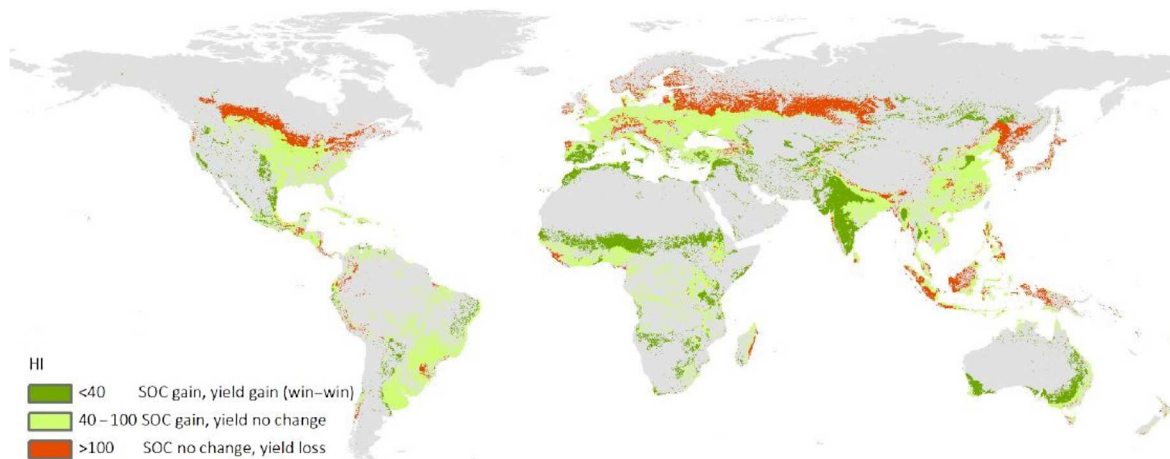 HI
<40 SOC gain, yield gain (win–win)
40–100 SOC gain, yield no change
>100 SOC no change, yield loss